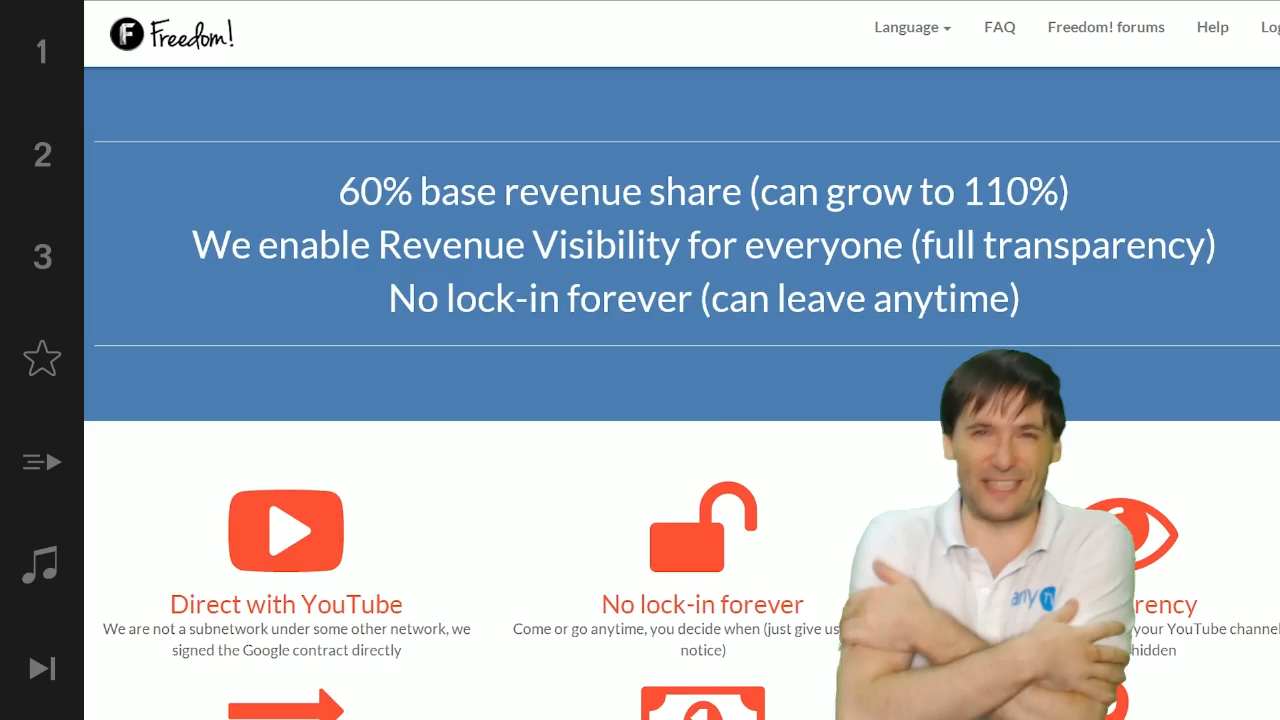 1
2
3
Freedom!
Language
FAQ
Freedom! forums
Help
60% base revenue share (can grow to 110%)
We enable Revenue Visibility for everyone (full transparency)
No lock-in forever (can leave anytime)
Direct with YouTube
We are not a subnetwork under some other network, we
signed the Google contract directly
No lock-in forever
Come or go anytime, you decide when (just give us
notice)
your YouTube channel
hidden
any